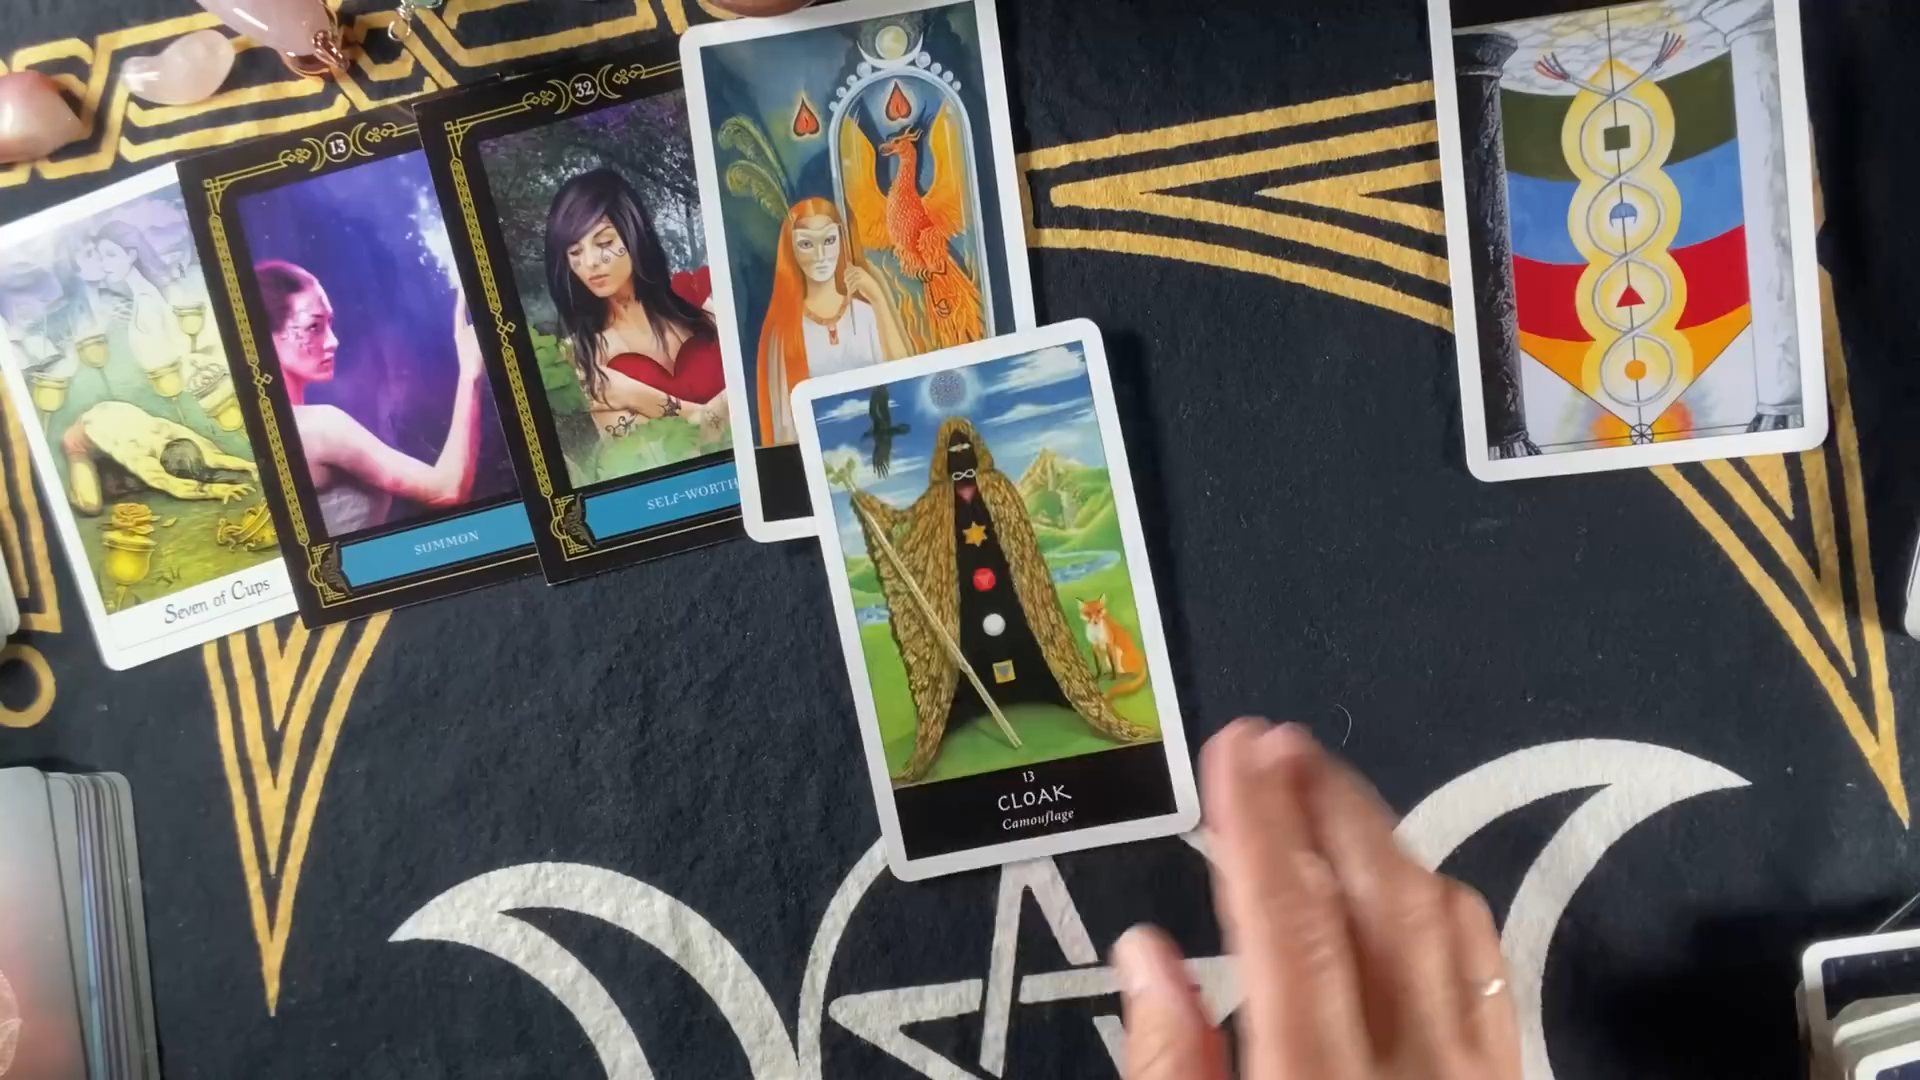 13
32
SUMMON
SELF-WORTH
Seven of Cups
13
CLOAK
Camouflage